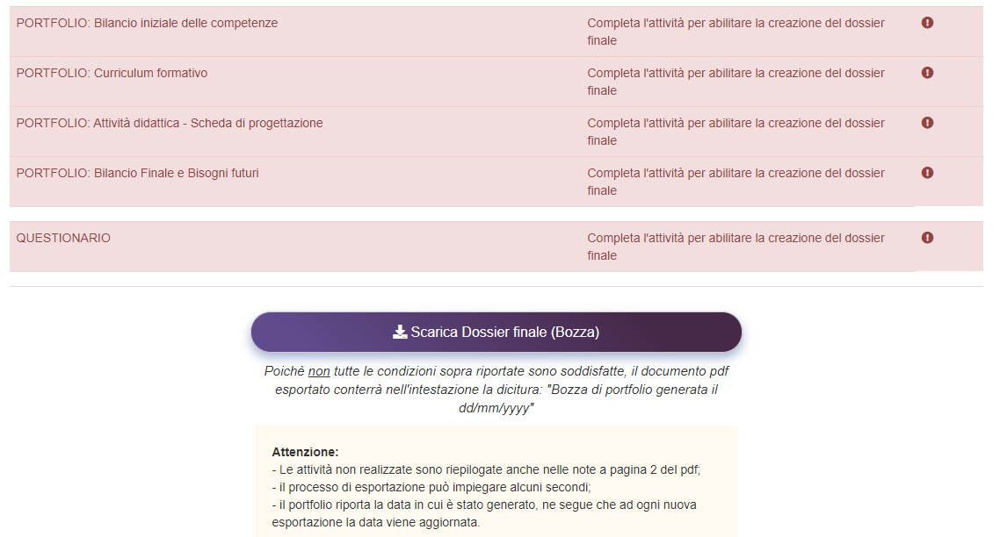 PORTFOLIO: Bilancio iniziale delle competenze
Completa l'attività per abilitare la creazione del dossier
finale
PORTFOLIO: Curriculum formativo
Completa l'attività per abilitare la creazione del dossier
finale
PORTFOLIO: Attività didattica - Scheda di progettazione
Completa l'attività per abilitare la creazione del dossier
finale
PORTFOLIO: Bilancio Finale e Bisogni futuri
Completa l'attività per abilitare la creazione del dossier
finale
QUESTIONARIO
Completa l'attività per abilitare la creazione del dossier
finale
Scarica Dossier finale (Bozza)
Poichè non tutte le condizioni sopra riportate sono soddisfatte, il documento pdf
esportato conterrà nell'intestazione la dicitura: "Bozza di portfolio generata il
dd/mm/yyyy"
Attenzione:
- Le attività non realizzate sono riepilogate anche nelle note a pagina 2 del pdf;
- il processo di esportazione può impiegare alcuni secondi;
- il portfolio riporta la data in cui è stato generato, ne segue che ad ogni nuova
esportazione la data viene aggiornata.